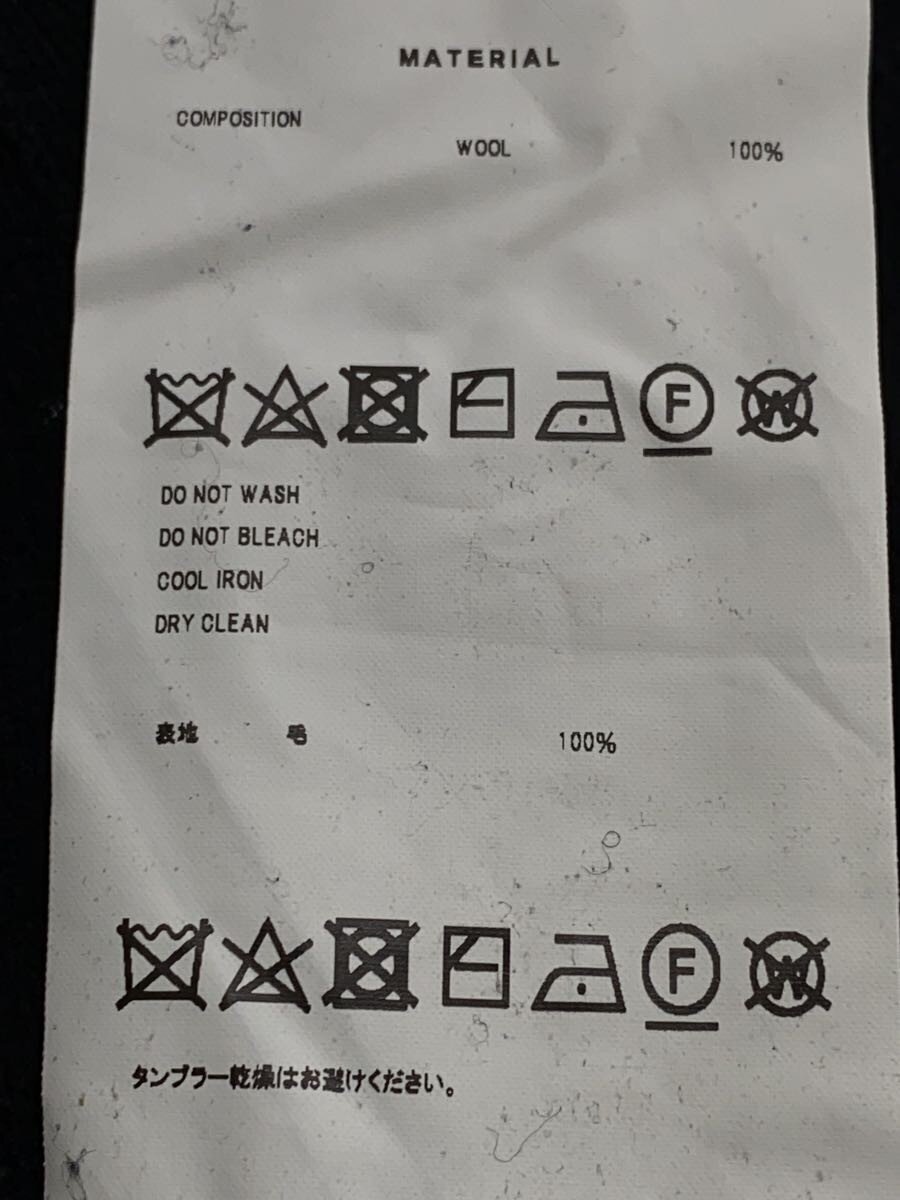 MATERIAL
COMPOSITION
WOOL 100%
F W
DO NOT WASH
DO NOT BLEACH
COOL IRON
DRY CLEAN
表地 毛 100%
F W
タンブラー乾燥はお避けください。